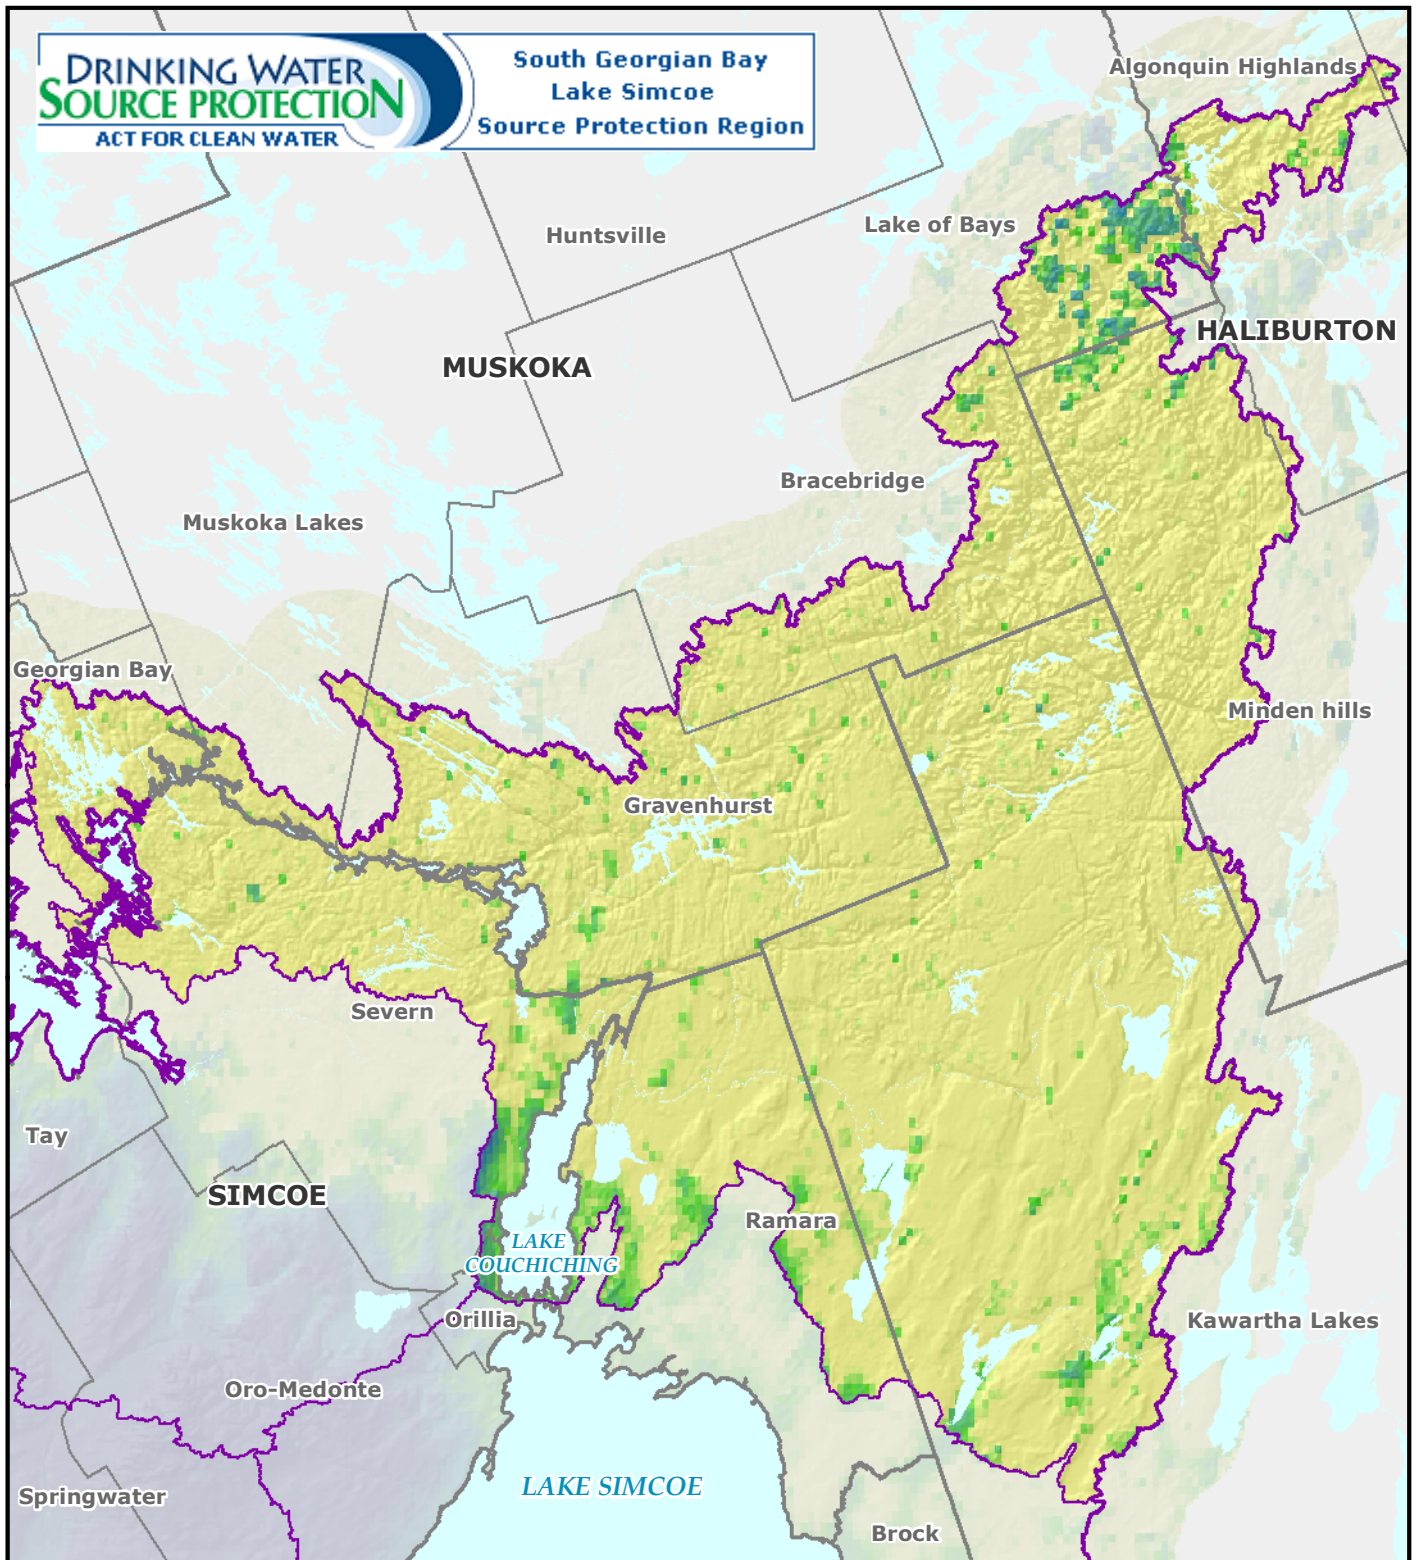 DRINKING WATER
SOURCE PROTECTION
ACT FOR CLEAN WATER
South Georgian Bay
Lake Simcoe
Source Protection Region
Algonquin Highlands
Lake of Bays
Huntsville
HALIBURTON
MUSKOKA
Bracebridge
Muskoka Lakes
Georgian Bay
Minden hills
Gravenhurst
Severn
Tay
SIMCOE
Ramara
LAKE
COUCHICHING
Orillia
Kawartha Lakes
Oro-Medonte
LAKE SIMCOE
Springwater
Brock